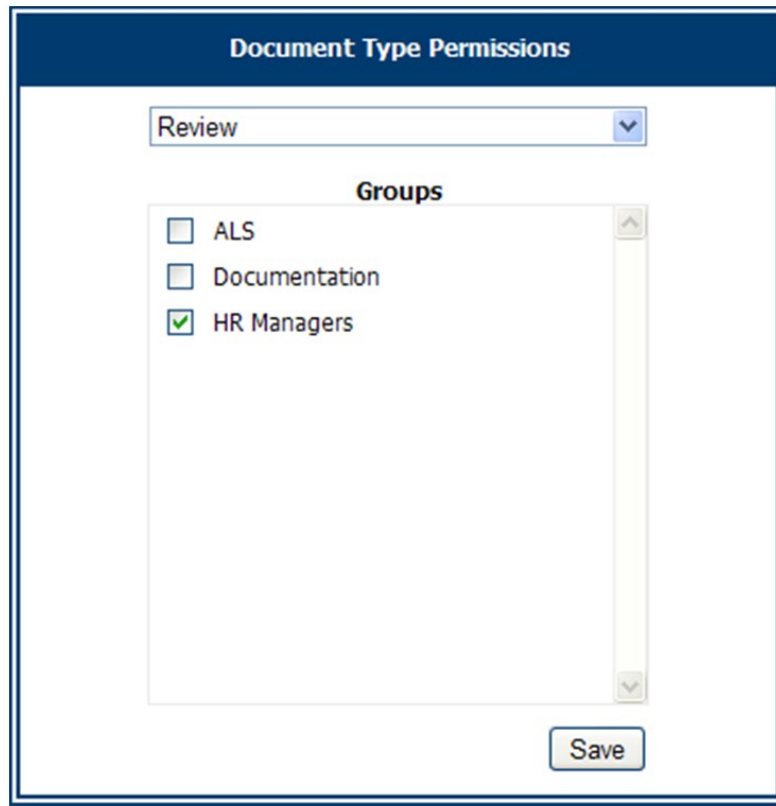 Document Type Permissions
Review
Groups
ALS
Documentation
HR Managers
Save